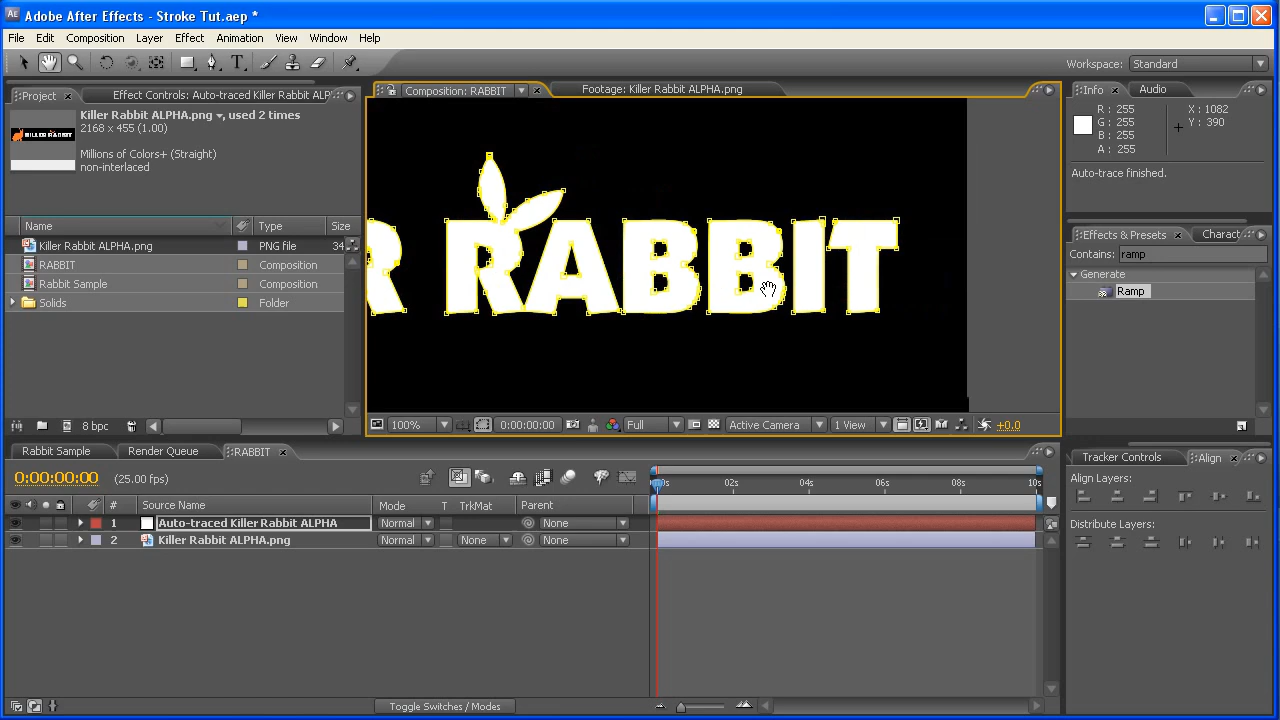 Adobe After Effects - Stroke Tut.aep *
File Edit Composition Layer Effect Animation View Window Help
Workspace: Standard
Project Effect Controls: Auto-traced Killer Rabbit ALP
Killer Rabbit ALPHA.png, used 2 times
2168 x 455 (1.00)
Millions of Colors+ (Straight)
non-interlaced
KILLER RABBIT
Name Type Size
Killer Rabbit ALPHA.png PNG file 34
RABBIT Composition
Rabbit Sample Composition
Solids Folder
8 bpc
Composition: RABBIT Footage: Killer Rabbit ALPHA.png
R RABBIT
100% 0:00:00:00 Full Active Camera 1 View +0.0
Info Audio
R : 255 X : 1082
G : 255 Y : 390
B : 255
A : 255
Auto-trace finished.
Effects & Presets Charact
Contains: ramp
Generate
Ramp
Rabbit Sample Render Queue RABBIT
0:00:00:00 (25.00 fps)
0s 02s 04s 06s 08s 10s
# Source Name Mode T TrkMat Parent
1 Auto-traced Killer Rabbit ALPHA Normal None
2 Killer Rabbit ALPHA.png Normal None None
Toggle Switches / Modes
Tracker Controls Align
Align Layers:
Distribute Layers: